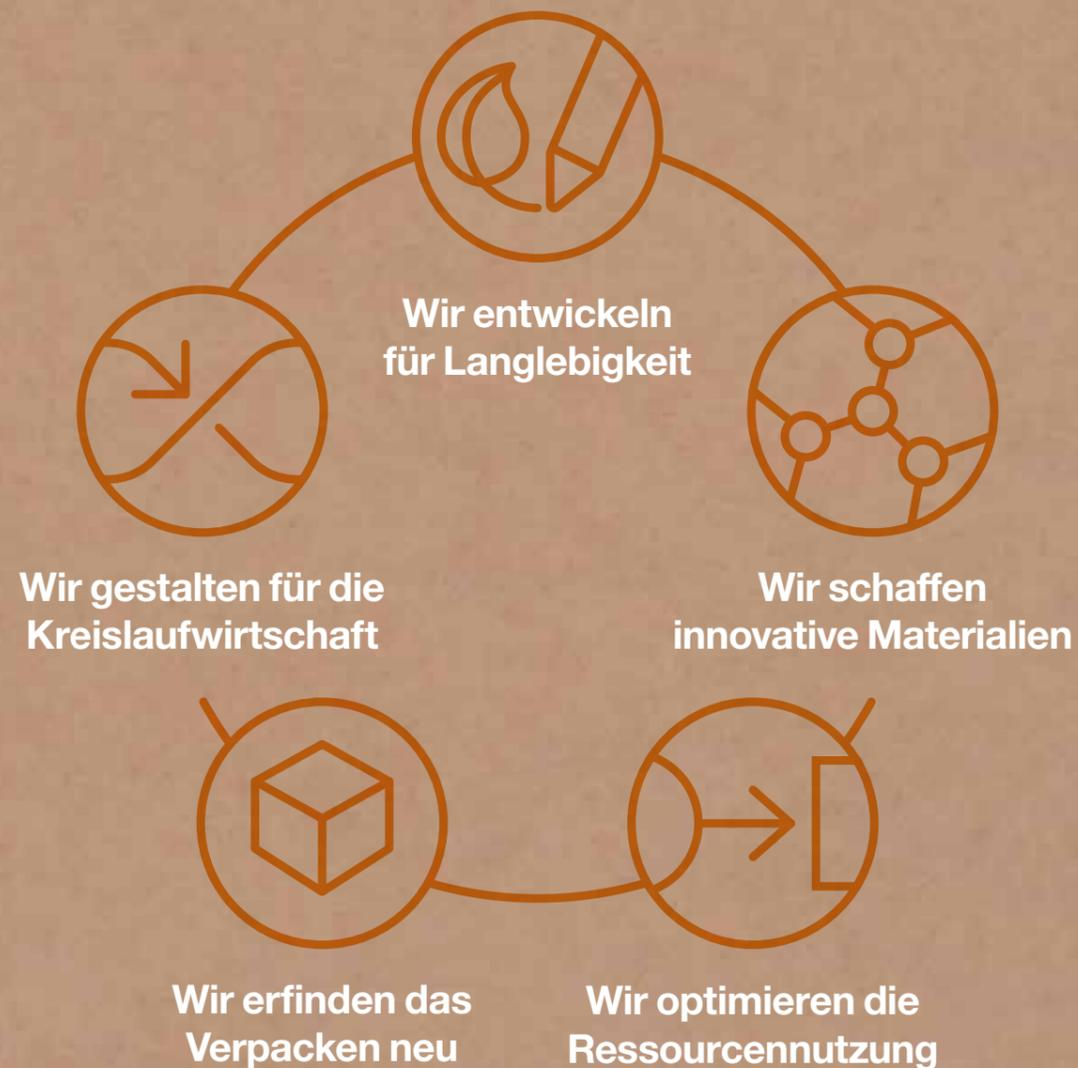 Wir entwickeln
für Langlebigkeit
Wir gestalten für die
Kreislaufwirtschaft
Wir schaffen
innovative Materialien
Wir erfinden das
Verpacken neu
Wir optimieren die
Ressourcennutzung